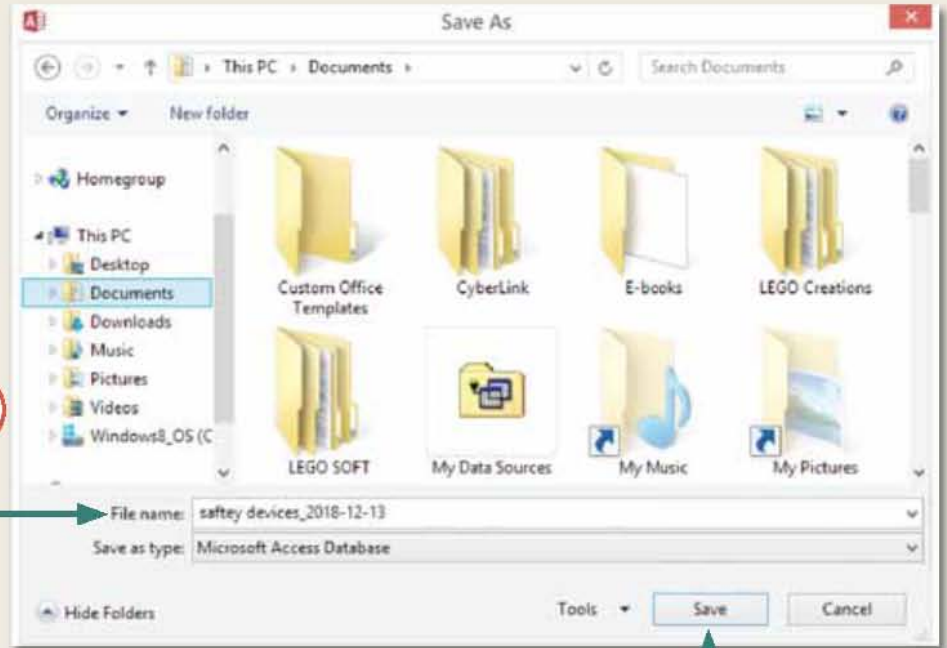 Save As
This PC
Documents
Search Documents
Organize
New folder
Homegroup
This PC
Desktop
Documents
Downloads
Music
Pictures
Videos
Windows8_OS (C
Custom Office
Templates
CyberLink
E-books
LEGO Creations
LEGO SOFT
My Data Sources
My Music
My Pictures
File name: saftey devices_2018-12-13
Save as type: Microsoft Access Database
Hide Folders
Tools
Save
Cancel